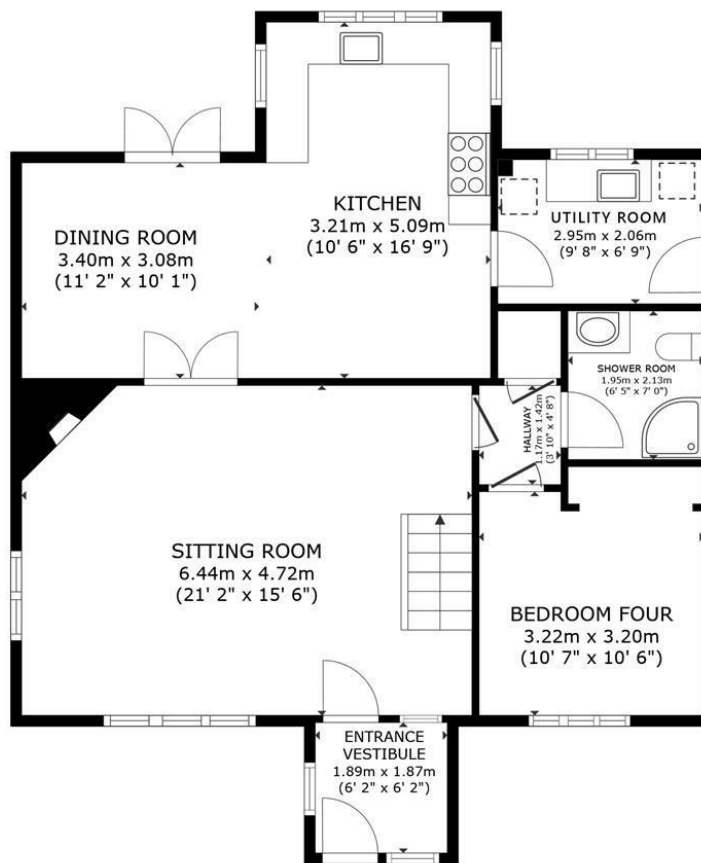 KITCHEN
3.21m x 5.09m
(10' 6" x 16' 9")
DINING ROOM
3.40m x 3.08m
(11' 2" x 10' 1")
UTILITY ROOM
2.95m x 2.06m
(9' 8" x 6' 9")
SHOWER ROOM
1.95m x 2.13m
(6' 5" x 7' 0")
HALLWAY
1.17m x 1.42m
(3' 10" x 4' 8")
SITTING ROOM
6.44m x 4.72m
(21' 2" x 15' 6")
BEDROOM FOUR
3.22m x 3.20m
(10' 7" x 10' 6")
ENTRANCE
VESTIBULE
1.89m x 1.87m
(6' 2" x 6' 2")